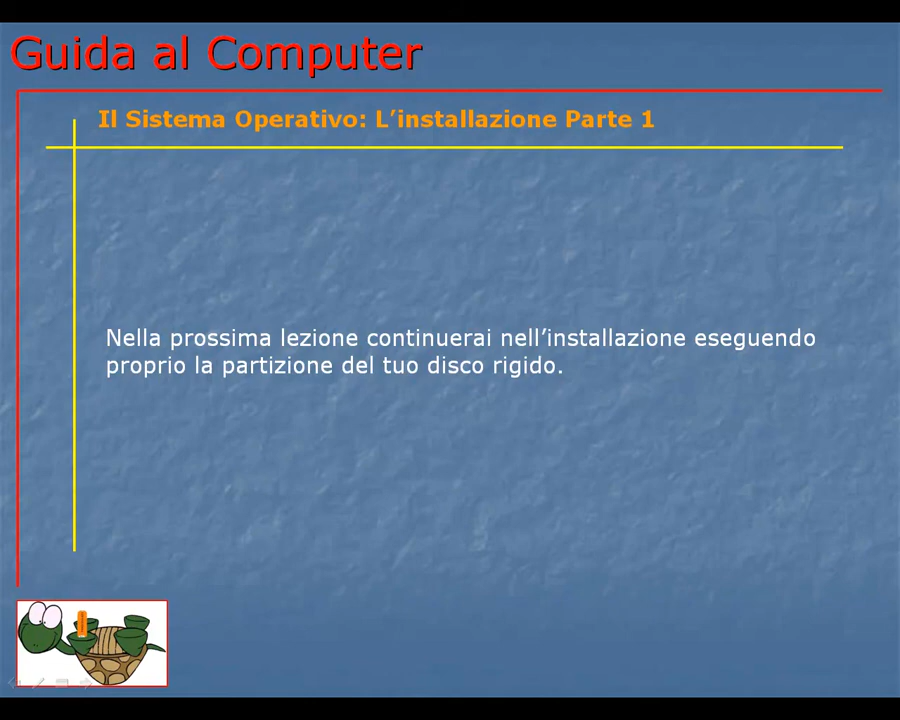 Guida al Computer
Il Sistema Operativo: L’installazione Parte 1
Nella prossima lezione continuerai nell’installazione eseguendo
proprio la partizione del tuo disco rigido.